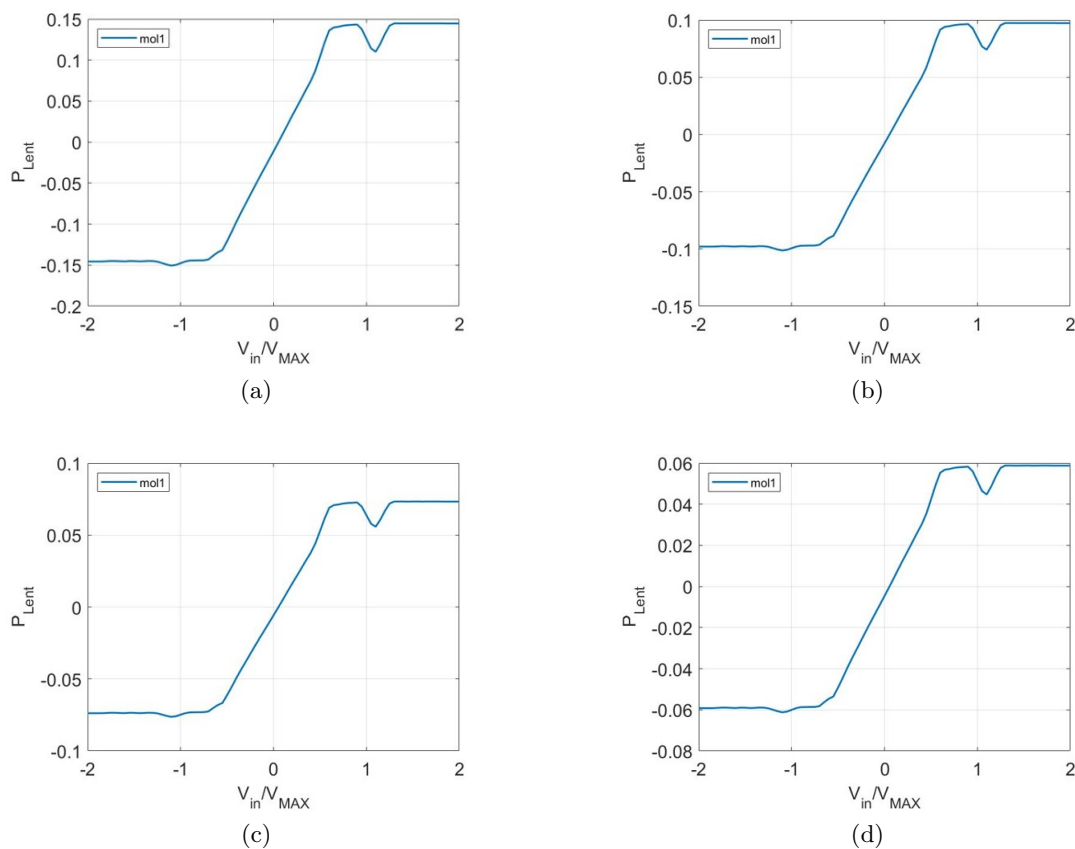 0.15
mol1
0.1
0.05
0
-0.05
-0.1
-0.15
-0.2
P_Lent
-2
-1
0
1
2
V_in/V_MAX
(a)
0.1
mol1
0.05
0
-0.05
-0.1
-0.15
P_Lent
-2
-1
0
1
2
V_in/V_MAX
(b)
0.1
mol1
0.05
0
-0.05
-0.1
P_Lent
-2
-1
0
1
2
V_in/V_MAX
(c)
0.06
mol1
0.04
0.02
0
-0.02
-0.04
-0.06
-0.08
P_Lent
-2
-1
0
1
2
V_in/V_MAX
(d)